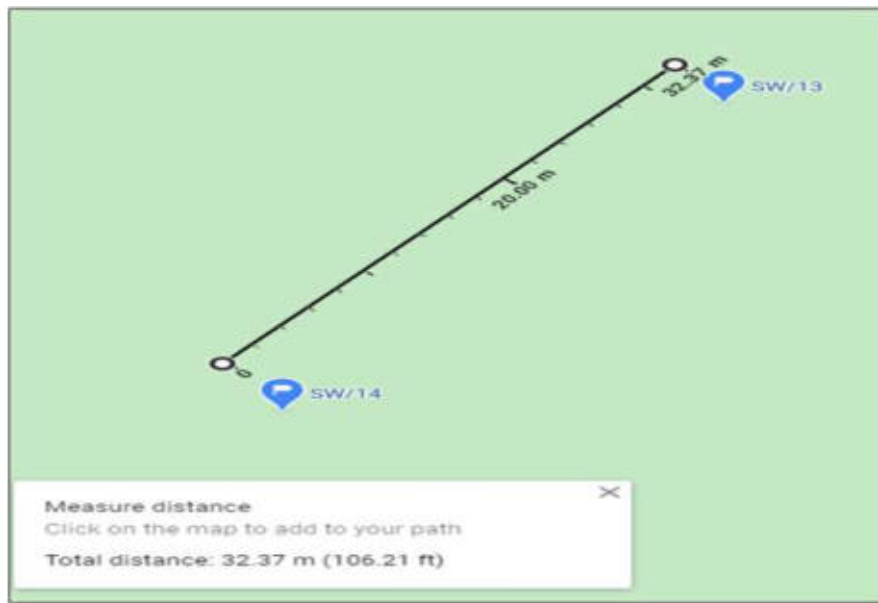 32.37 m
SW/13
20.00 m
0
SW/14
Measure distance
Click on the map to add to your path
Total distance: 32.37 m (106.21 ft)